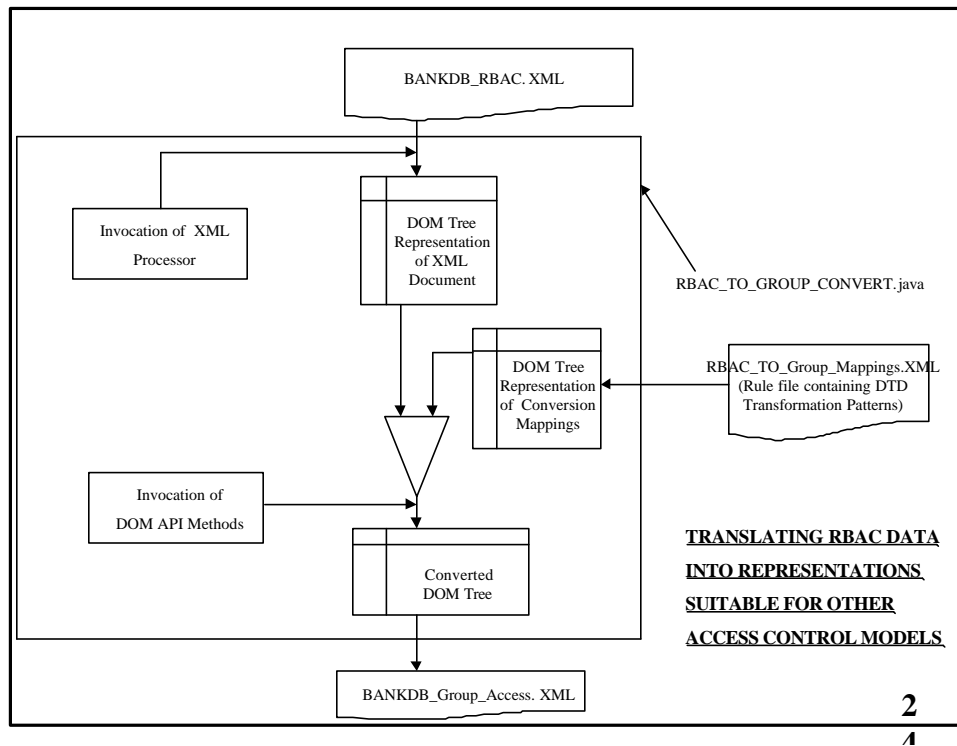 BANKDB_RBAC. XML
Invocation of XML
Processor
DOM Tree
Representation
of XML
Document
RBAC_TO_GROUP_CONVERT.java
DOM Tree
Representation
of Conversion
Mappings
RBAC_TO_Group_Mappings.XML
(Rule file containing DTD
Transformation Patterns)
Invocation of
DOM API Methods
Converted
DOM Tree
TRANSLATING RBAC DATA
INTO REPRESENTATIONS
SUITABLE FOR OTHER
ACCESS CONTROL MODELS
BANKDB_Group_Access. XML
2
4